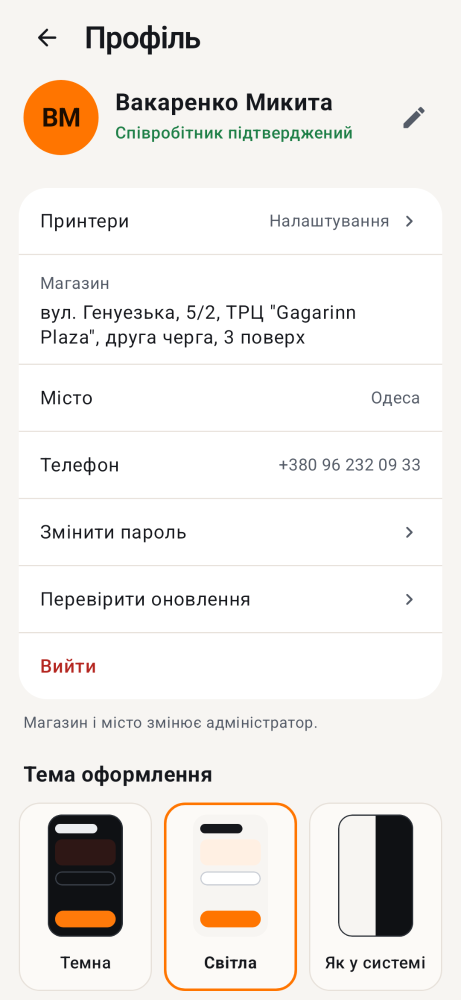 Профіль
ВМ
Вакаренко Микита
Співробітник підтверджений
Принтери
Налаштування
Магазин
вул. Генуезька, 5/2, ТРЦ "Gagarinn
Plaza", друга черга, 3 поверх
Місто
Одеса
Телефон
+380 96 232 09 33
Змінити пароль
Перевірити оновлення
Вийти
Магазин і місто змінює адміністратор.
Тема оформлення
Темна
Світла
Як у системі